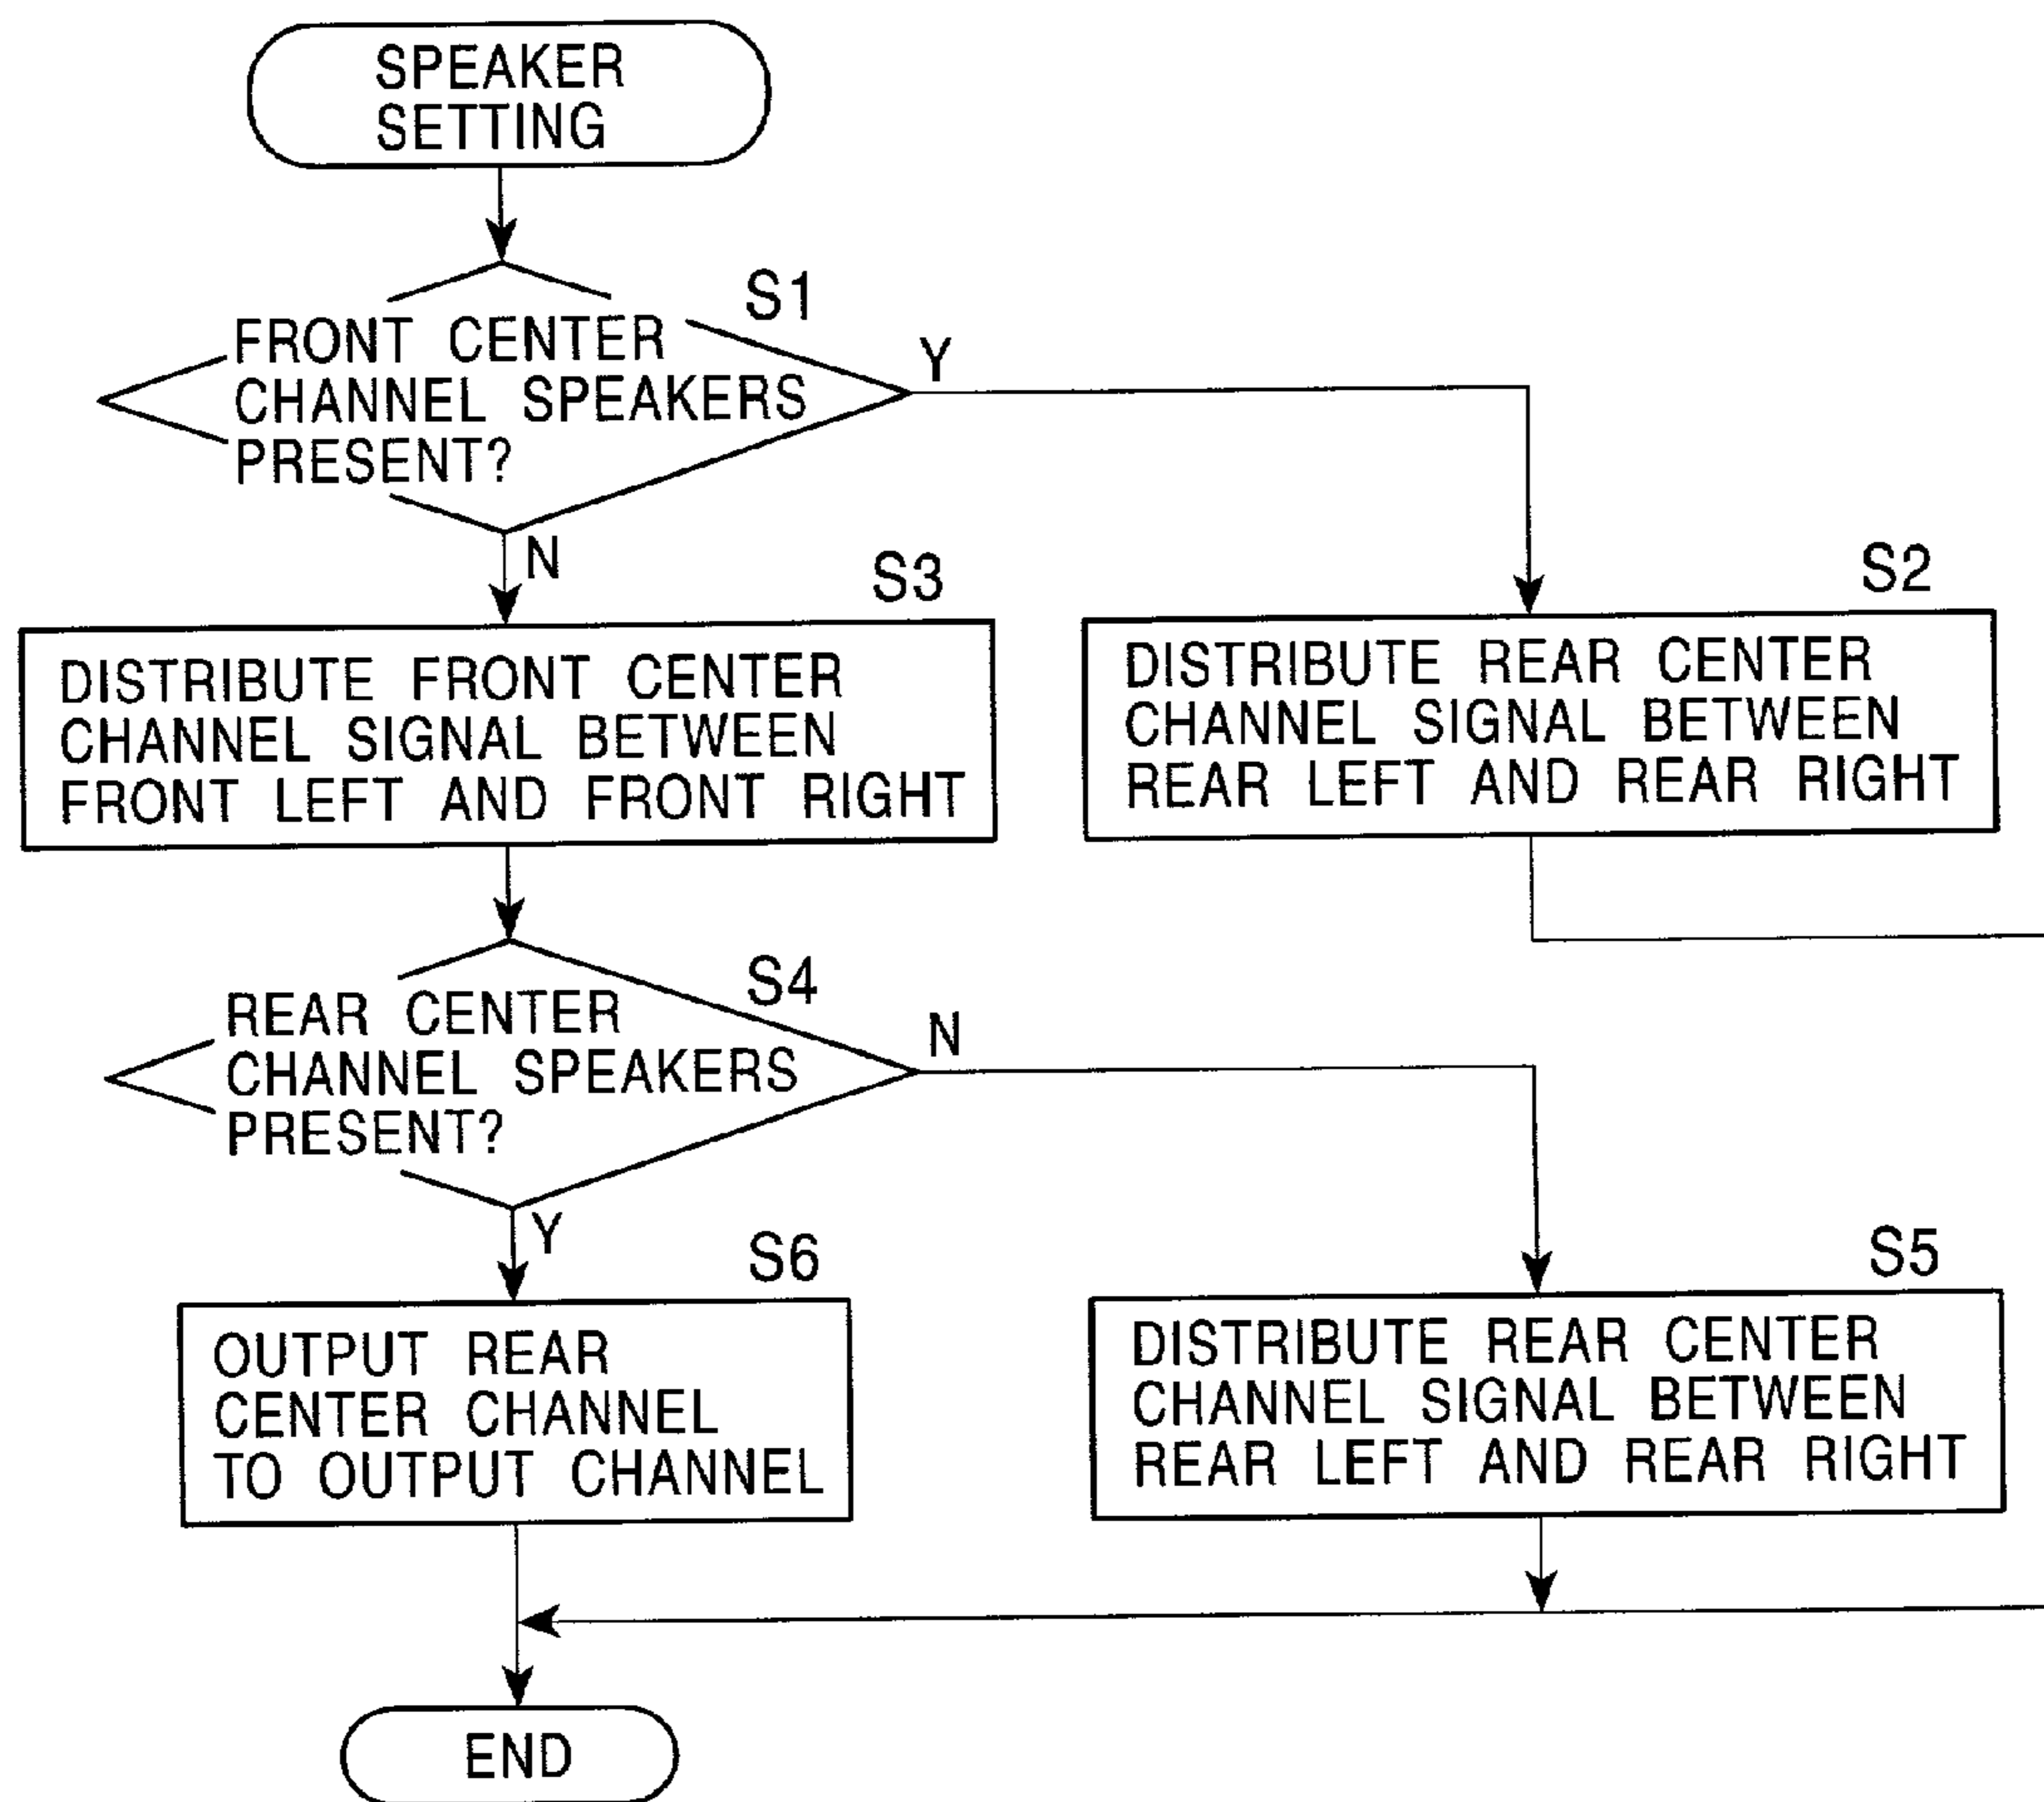 SPEAKER
SETTING
S1
FRONT CENTER
CHANNEL SPEAKERS
PRESENT?
Y
N
S3
DISTRIBUTE FRONT CENTER
CHANNEL SIGNAL BETWEEN
FRONT LEFT AND FRONT RIGHT
S2
DISTRIBUTE REAR CENTER
CHANNEL SIGNAL BETWEEN
REAR LEFT AND REAR RIGHT
S4
REAR CENTER
CHANNEL SPEAKERS
PRESENT?
N
Y
S6
OUTPUT REAR
CENTER CHANNEL
TO OUTPUT CHANNEL
S5
DISTRIBUTE REAR CENTER
CHANNEL SIGNAL BETWEEN
REAR LEFT AND REAR RIGHT
END